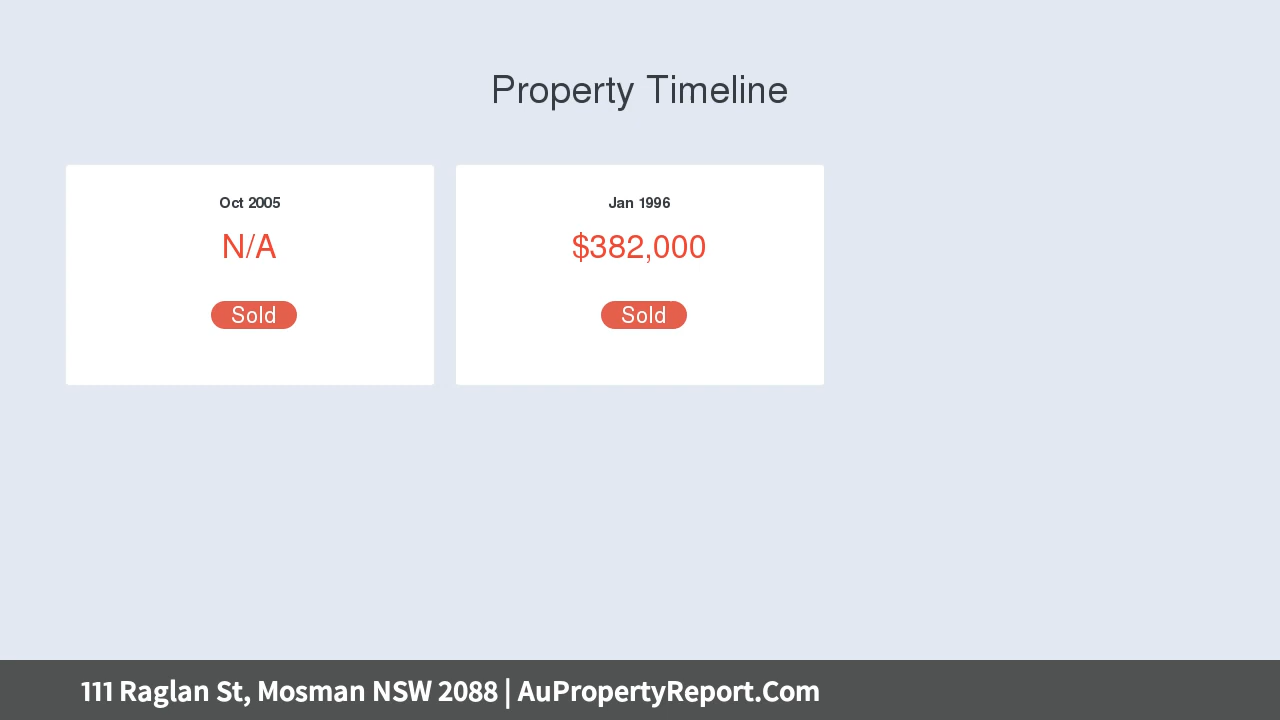 Property Timeline
Oct 2005
N/A
Sold
Jan 1996
$382,000
Sold
111 Raglan St, Mosman NSW 2088 | AuPropertyReport.Com